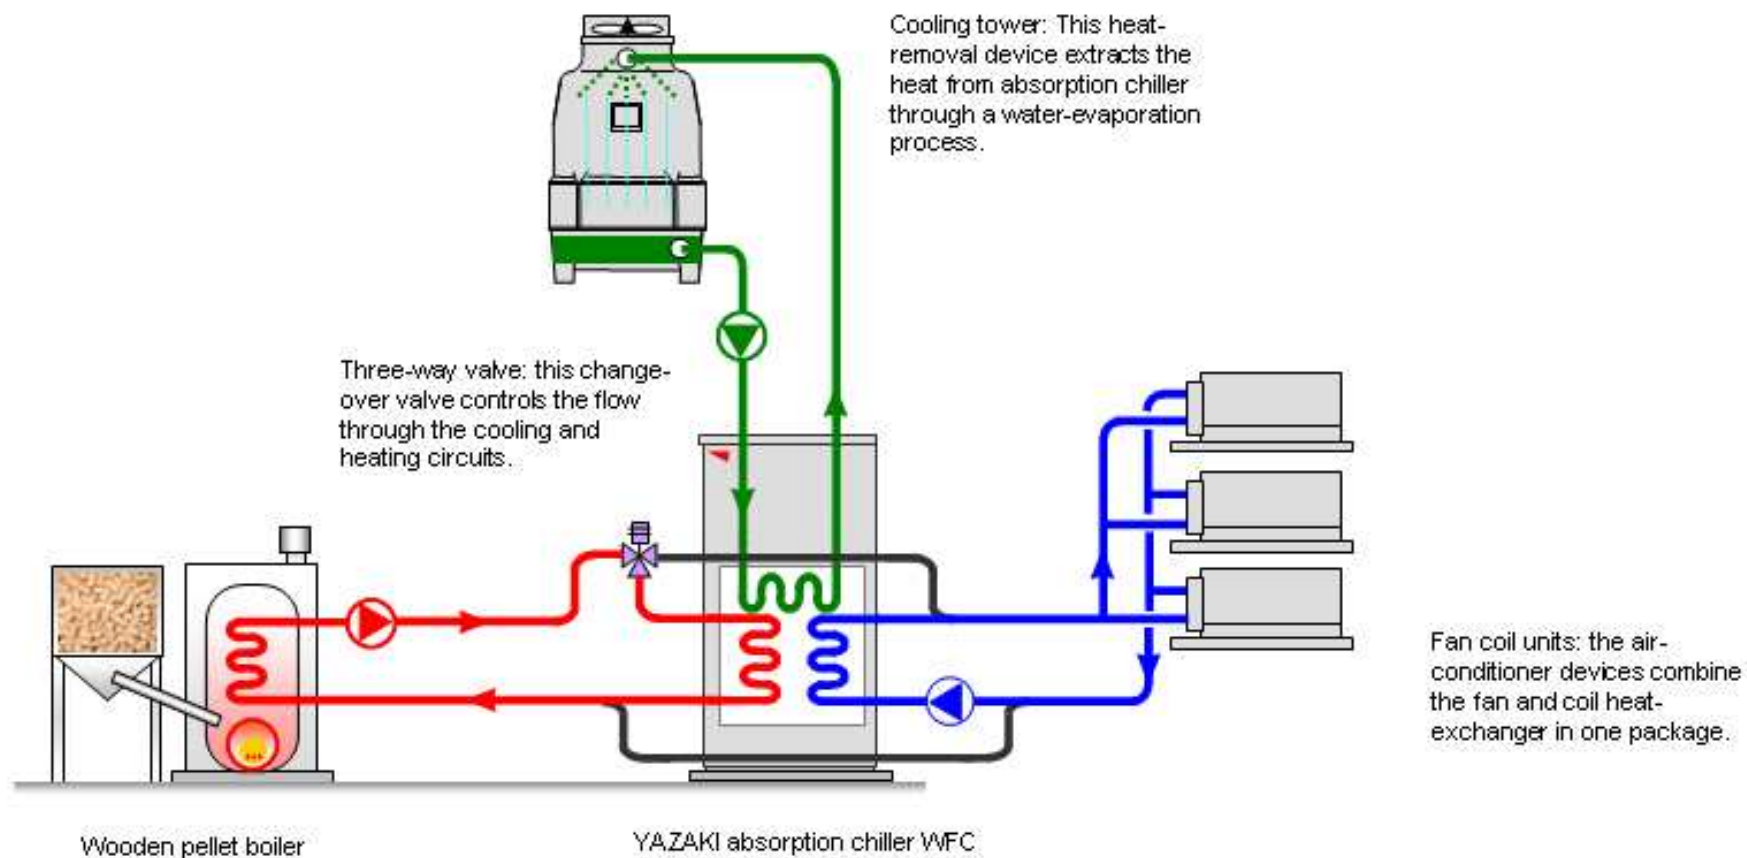 Cooling tower: This heat-
removal device extracts the
heat from absorption chiller
through a water-evaporation
process.
Three-way valve: this change-
over valve controls the flow
through the cooling and
heating circuits.
Fan coil units: the air-
conditioner devices combine
the fan and coil heat-
exchanger in one package.
Wooden pellet boiler
YAZAKI absorption chiller WFC